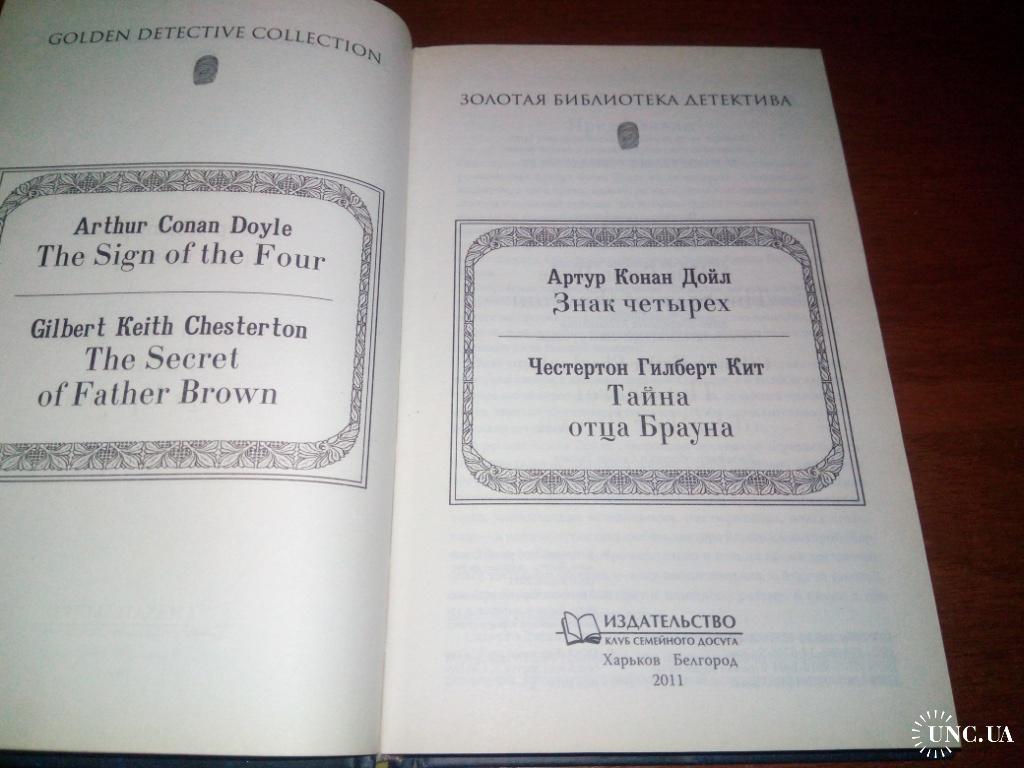 GOLDEN DETECTIVE COLLECTION
Arthur Conan Doyle
The Sign of the Four
Gilbert Keith Chesterton
The Secret
of Father Brown
ЗОЛОТАЯ БИБЛИОТЕКА ДЕТЕКТИВА
Артур Конан Дойл
Знак четырех
Честертон Гилберт Кит
Тайна
отца Брауна
ИЗДАТЕЛЬСТВО
КЛУБ СЕМЕЙНОГО ДОСУГА
Харьков Белгород
2011
UNC.UA